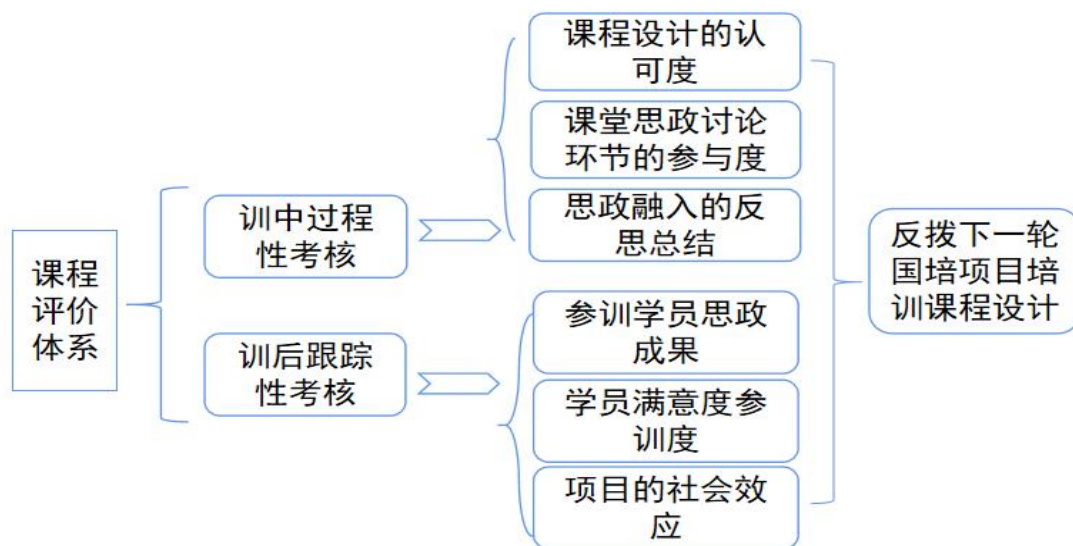 课程
评价
体系
训中过程
性考核
训后跟踪
性考核
课程设计的认
可度
课堂思政讨论
环节的参与度
思政融入的反
思总结
参训学员思政
成果
学员满意度参
训度
项目的社会效
应
反拨下一轮
国培项目培
训课程设计